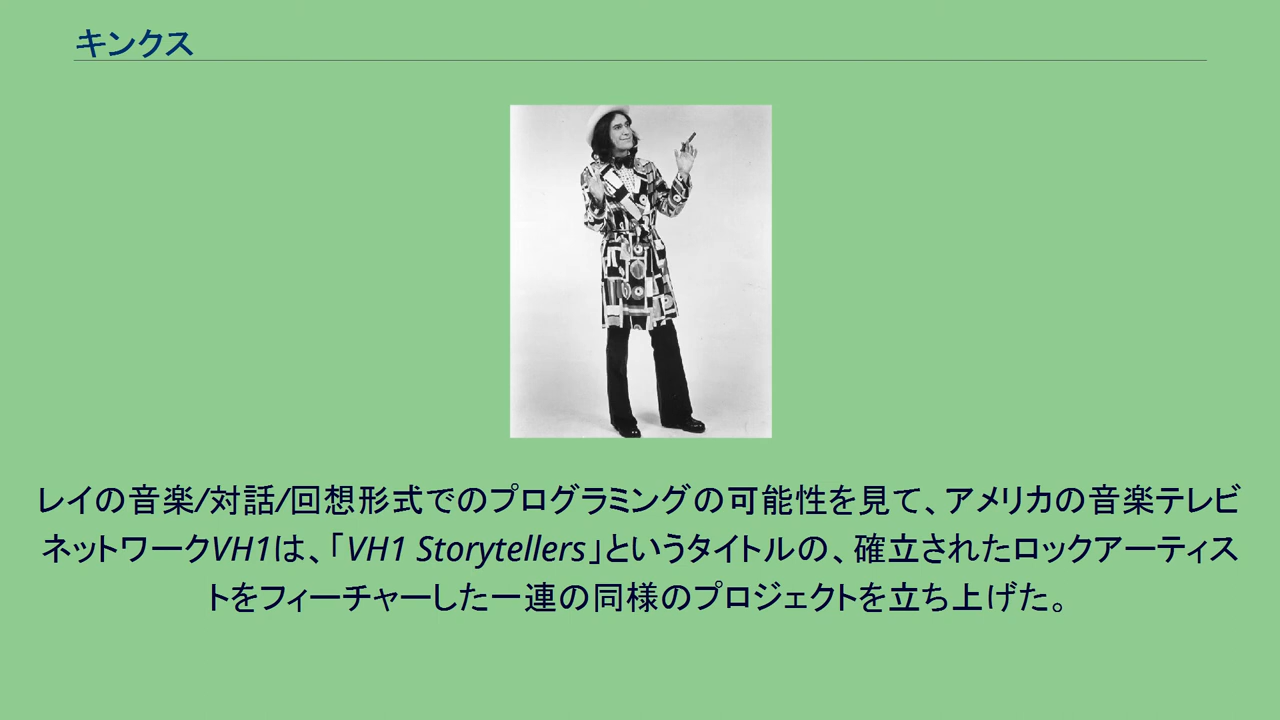 キンクス
レイの音楽/対話/回想形式でのプログラミングの可能性を見て、アメリカの音楽テレビ
ネットワークVH1は、「VH1 Storytellers」というタイトルの、確立されたロックアーティス
トをフィーチャーした一連の同様のプロジェクトを立ち上げた。